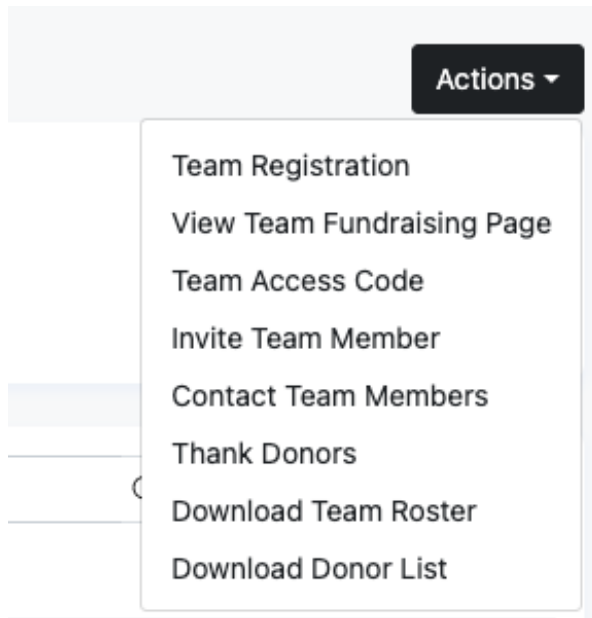 Actions
Team Registration
View Team Fundraising Page
Team Access Code
Invite Team Member
Contact Team Members
Thank Donors
Download Team Roster
Download Donor List